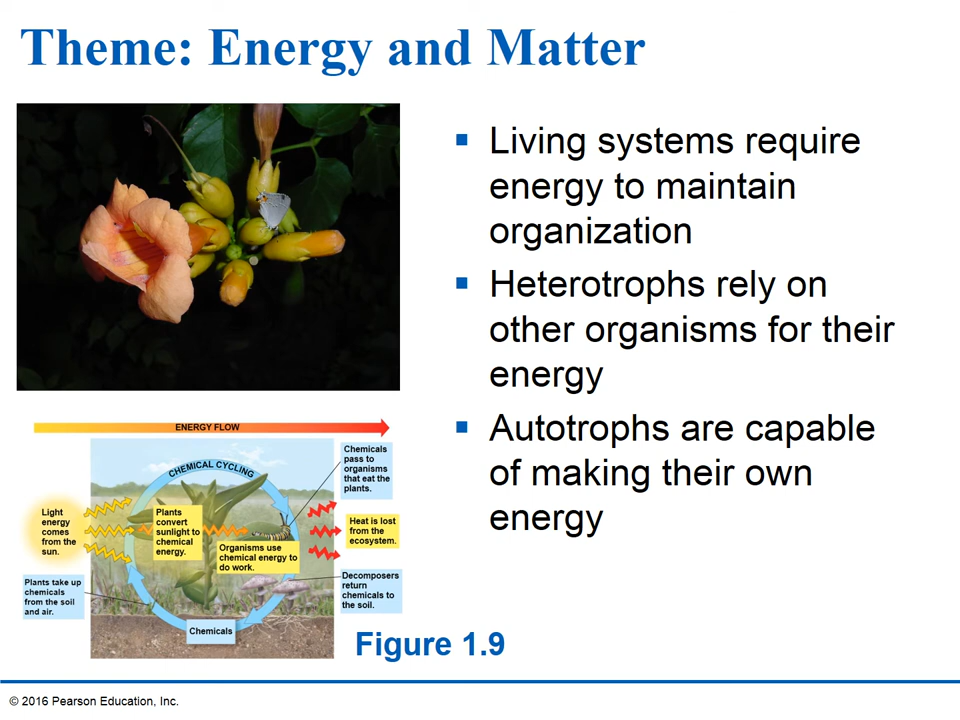 Theme: Energy and Matter
Living systems require
energy to maintain
organization
Heterotrophs rely on
other organisms for their
energy
Autotrophs are capable
of making their own
energy
ENERGY FLOW
CHEMICAL CYCLING
Chemicals
pass to
organisms
that eat the
plants.
Light
energy
comes
from the
sun.
Plants
convert
sunlight to
chemical
energy.
Organisms use
chemical energy to
do work.
Heat is lost
from the
ecosystem.
Plants take up
chemicals
from the soil
and air.
Decomposers
return
chemicals to
the soil.
Chemicals
Figure 1.9
© 2016 Pearson Education, Inc.